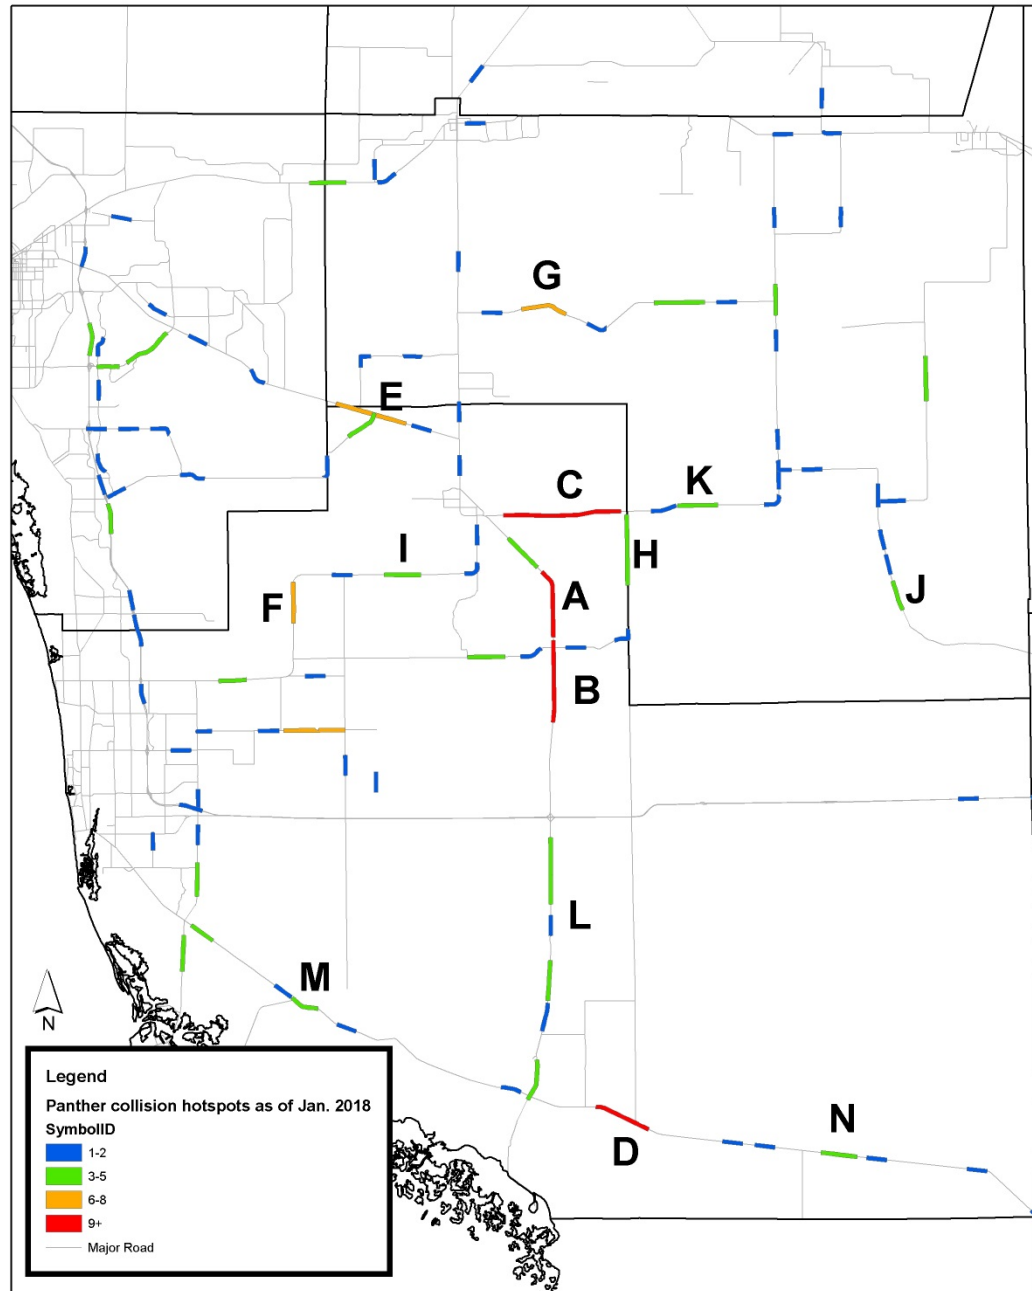 G
E
C
K
H
I
A
F
J
B
L
M
N
D
N
Legend
Panther collision hotspots as of Jan. 2018
SymbolID
1-2
3-5
6-8
9+
Major Road